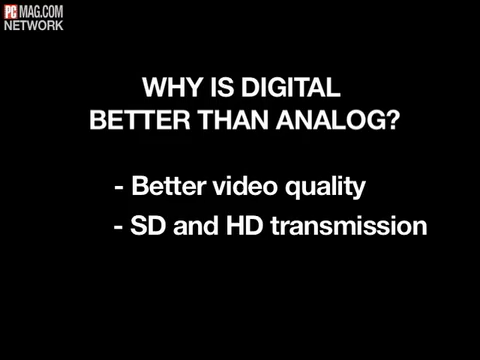 PC MAG.COM
NETWORK
WHY IS DIGITAL
BETTER THAN ANALOG?
- Better video quality
- SD and HD transmission